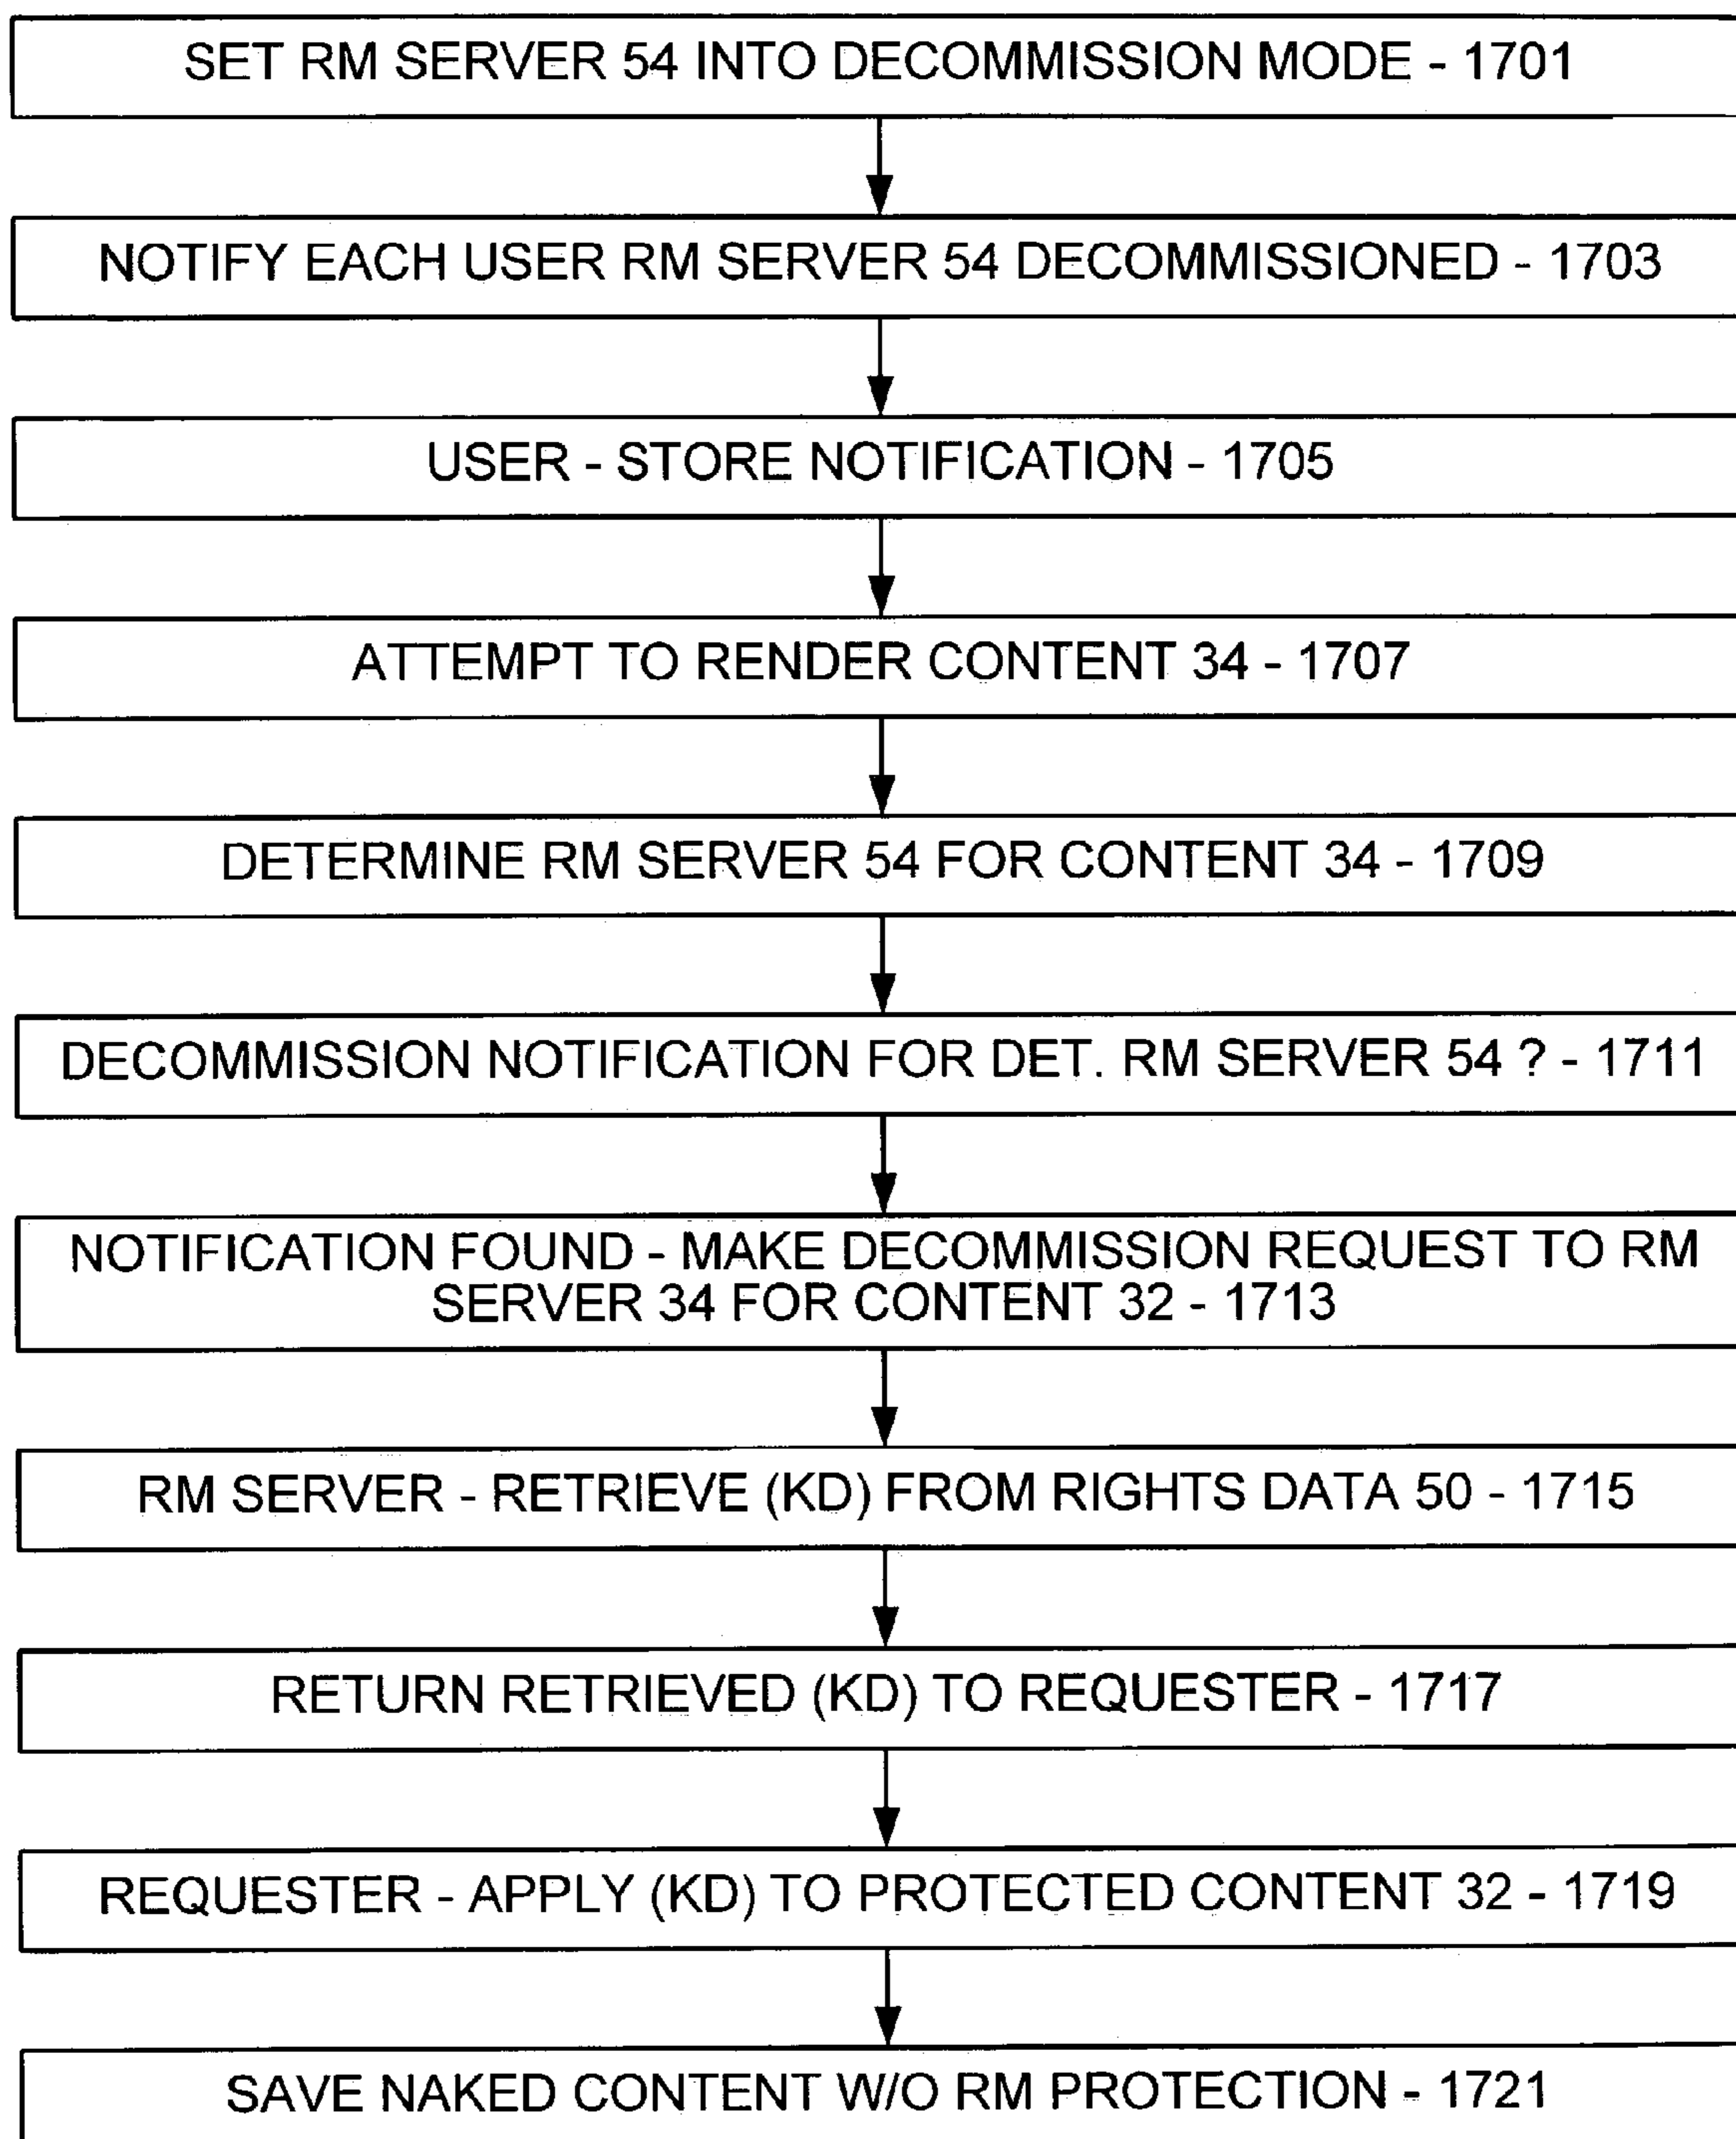 SET RM SERVER 54 INTO DECOMMISSION MODE - 1701
NOTIFY EACH USER RM SERVER 54 DECOMMISSIONED - 1703
USER - STORE NOTIFICATION - 1705
ATTEMPT TO RENDER CONTENT 34 - 1707
DETERMINE RM SERVER 54 FOR CONTENT 34 - 1709
DECOMMISSION NOTIFICATION FOR DET. RM SERVER 54 ? - 1711
NOTIFICATION FOUND - MAKE DECOMMISSION REQUEST TO RM
SERVER 34 FOR CONTENT 32 - 1713
RM SERVER - RETRIEVE (KD) FROM RIGHTS DATA 50 - 1715
RETURN RETRIEVED (KD) TO REQUESTER - 1717
REQUESTER - APPLY (KD) TO PROTECTED CONTENT 32 - 1719
SAVE NAKED CONTENT W/O RM PROTECTION - 1721